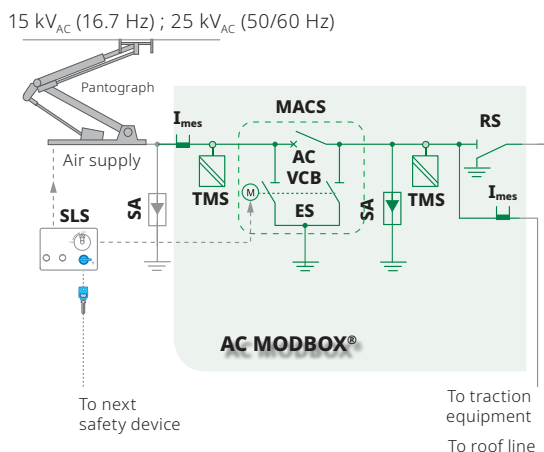 15 kVAC (16.7 Hz) ; 25 kVAC (50/60 Hz)
Pantograph
Air supply
MACS
RS
Imes
AC
VCB
TMS
M
ES
SA
SA
TMS
Imes
SLS
AC MODBOX®
To next
safety device
To traction
equipment
To roof line